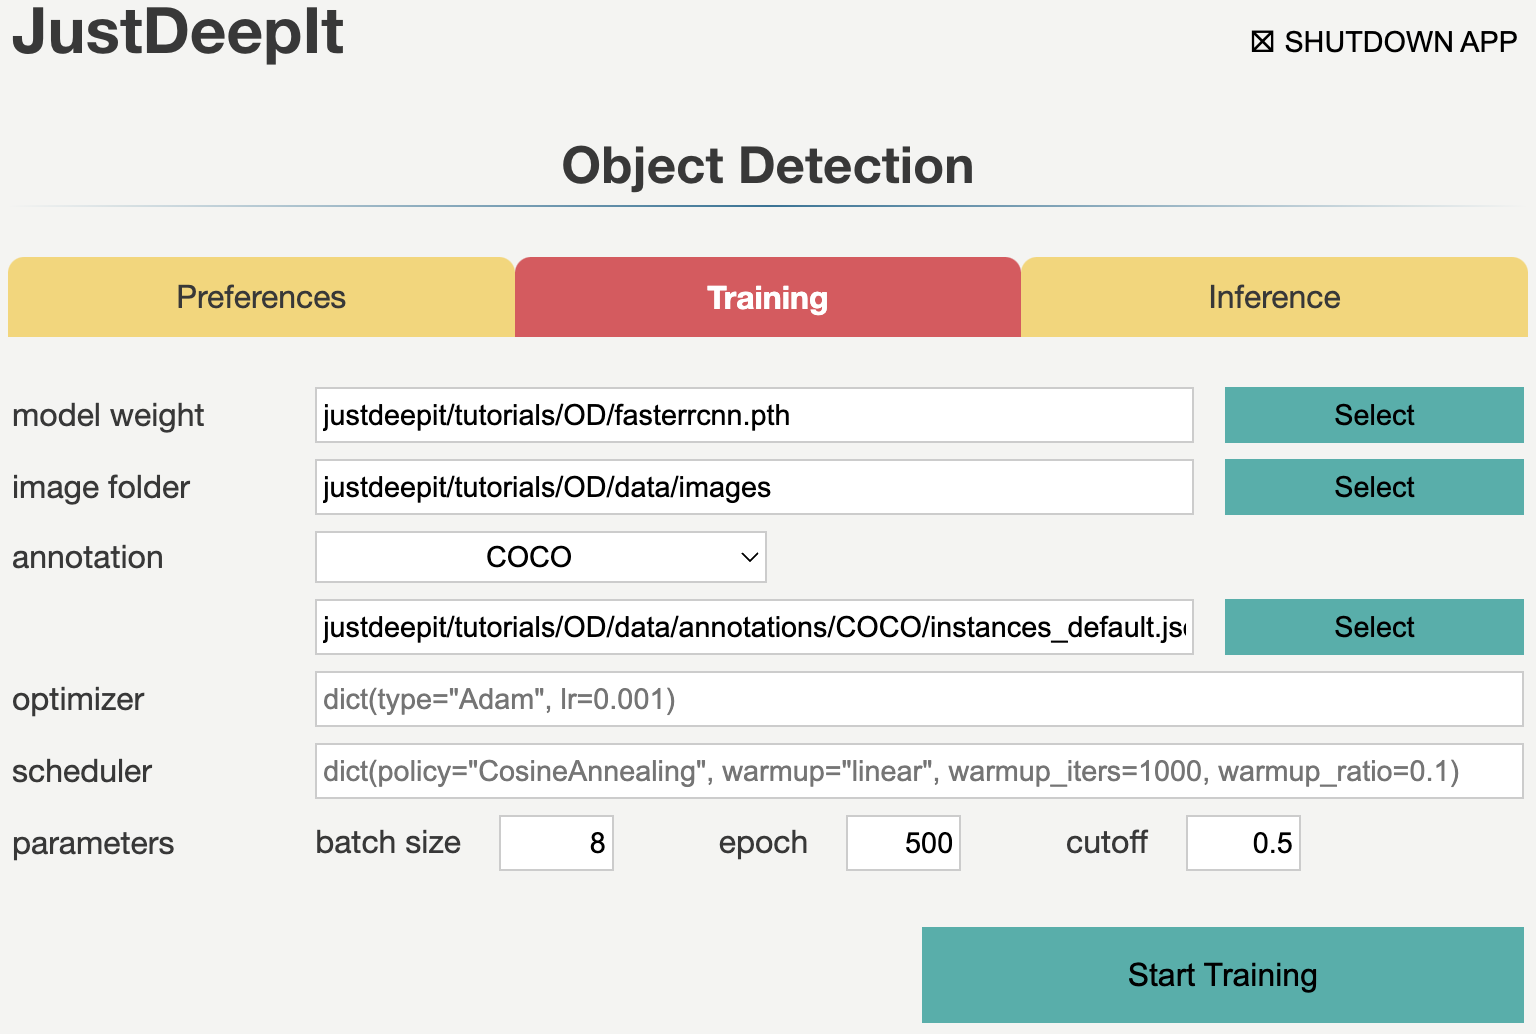 JustDeepIt
SHUTDOWN APP
Object Detection
Preferences Training Inference
model weight justdeepit/tutorials/OD/fasterrcnn.pth Select
image folder justdeepit/tutorials/OD/data/images Select
annotation COCO
justdeepit/tutorials/OD/data/annotations/COCO/instances_default.js Select
optimizer dict(type="Adam", lr=0.001)
scheduler dict(policy="CosineAnnealing", warmup="linear", warmup_iters=1000, warmup_ratio=0.1)
parameters batch size 8 epoch 500 cutoff 0.5
Start Training